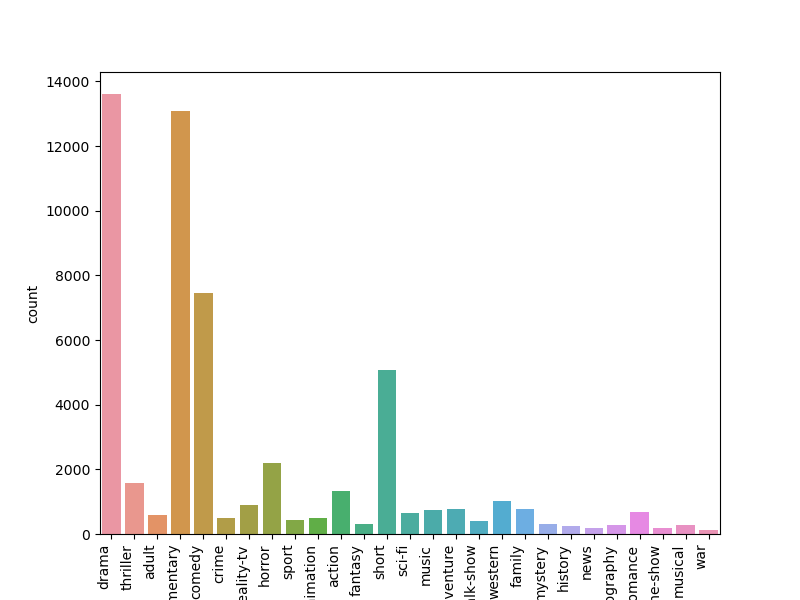 14000
12000
10000
8000
6000
4000
2000
0
count
drama
thriller
adult
mentary
comedy
crime
eality-tv
horror
sport
imation
action
fantasy
short
sci-fi
music
venture
lk-show
western
family
mystery
history
news
ography
omance
ne-show
musical
war